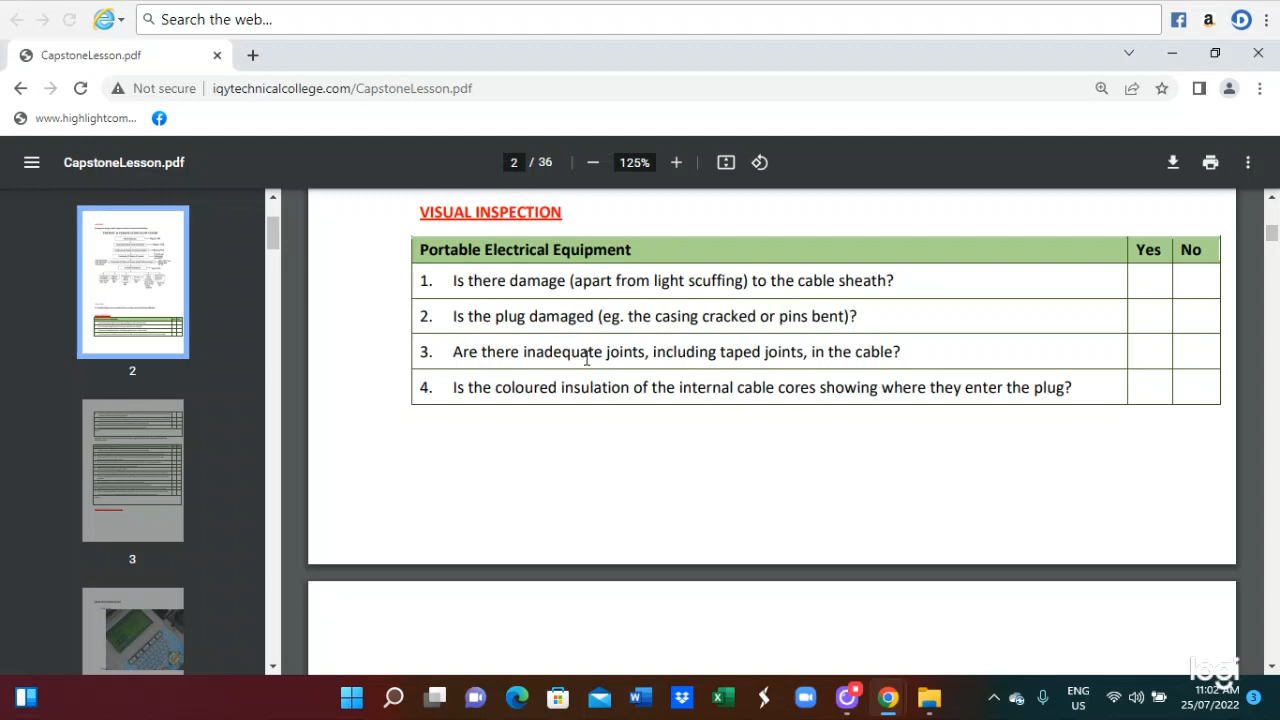 Search the web...
CapstoneLesson.pdf
Not secure
iqytechnicalcollege.com/CapstoneLesson.pdf
www.highlightcom...
CapstoneLesson.pdf
2 / 36
125%
VISUAL INSPECTION
Portable Electrical Equipment Yes No
1. Is there damage (apart from light scuffing) to the cable sheath?
2. Is the plug damaged (eg. the casing cracked or pins bent)?
3. Are there inadequate joints, including taped joints, in the cable?
4. Is the coloured insulation of the internal cable cores showing where they enter the plug?
2
3
logi
ENG
US
11:02 AM
25/07/2022
3